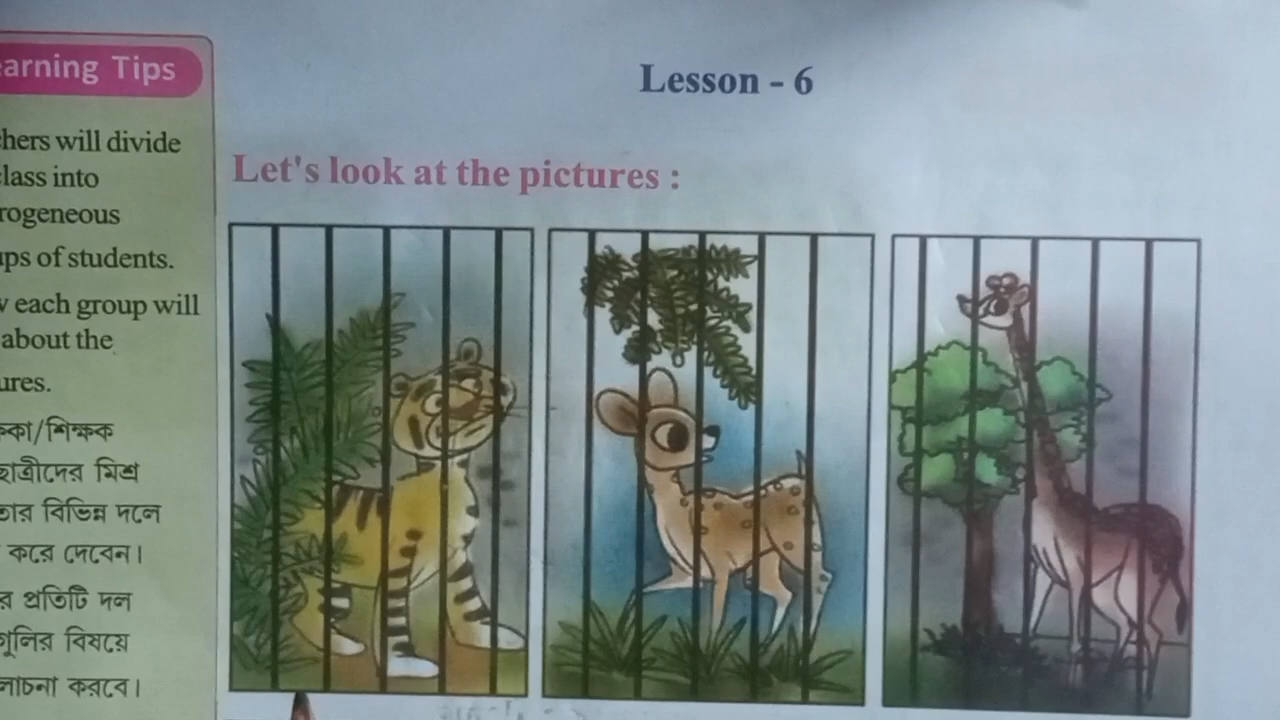 earning Tips
hers will divide
class into
rogeneous
ups of students.
each group will
about the
ures.
কা/শিক্ষক
ছাত্রীদের মিশ্র
তার বিভিন্ন দলে
করে দেবেন।
র প্রতিটি দল
গুলির বিষয়ে
লাচনা করবে।
Lesson - 6
Let's look at the pictures :